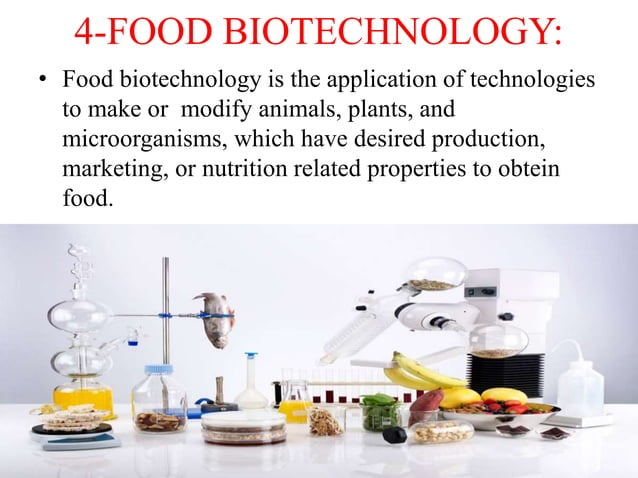 4-FOOD BIOTECHNOLOGY:
• Food biotechnology is the application of technologies
to make or modify animals, plants, and
microorganisms, which have desired production,
marketing, or nutrition related properties to obtein
food.